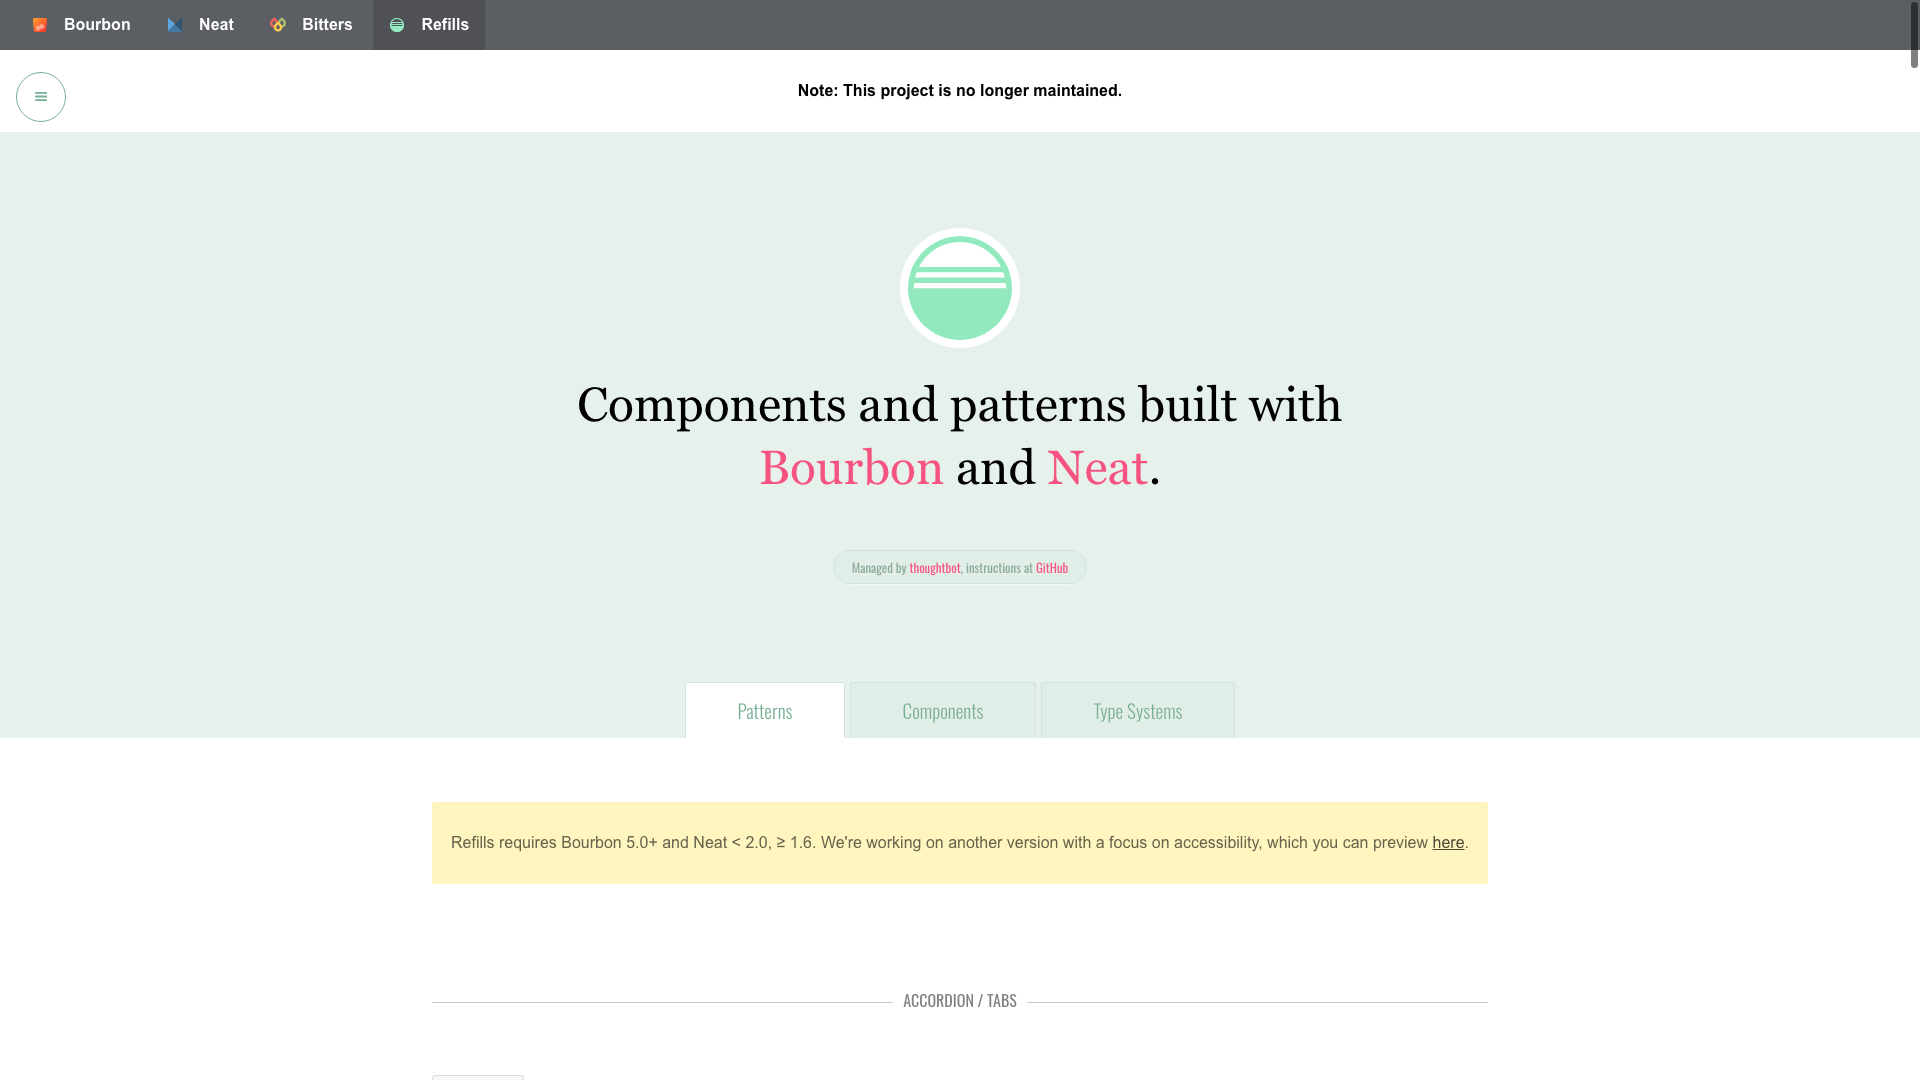 Bourbon Neat Bitters Refills
Note: This project is no longer maintained.
Components and patterns built with
Bourbon and Neat.
Managed by thoughtbot, instructions at GitHub
Patterns Components Type Systems
Refills requires Bourbon 5.0+ and Neat < 2.0, ≥ 1.6. We're working on another version with a focus on accessibility, which you can preview here.
ACCORDION / TABS